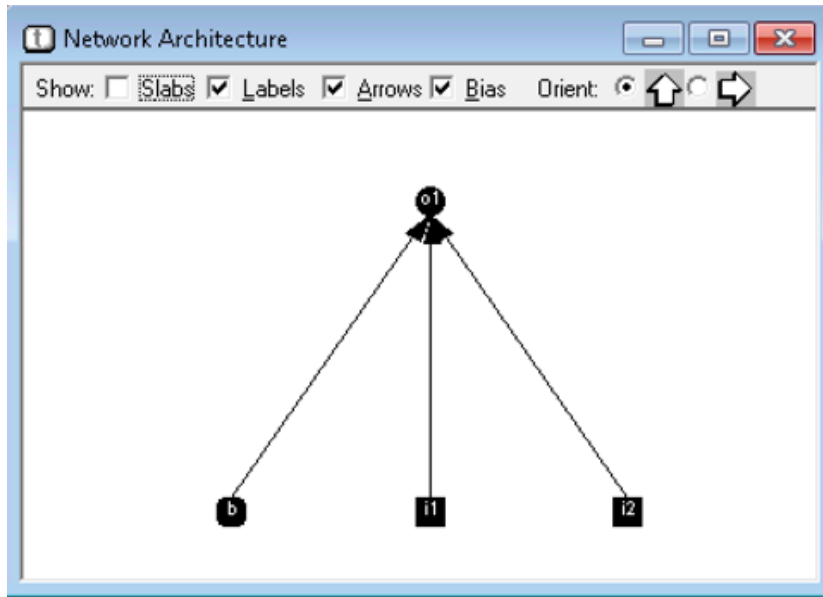 t Network Architecture
Show: Slabs Labels Arrows Bias Orient:
o1
b i1 i2